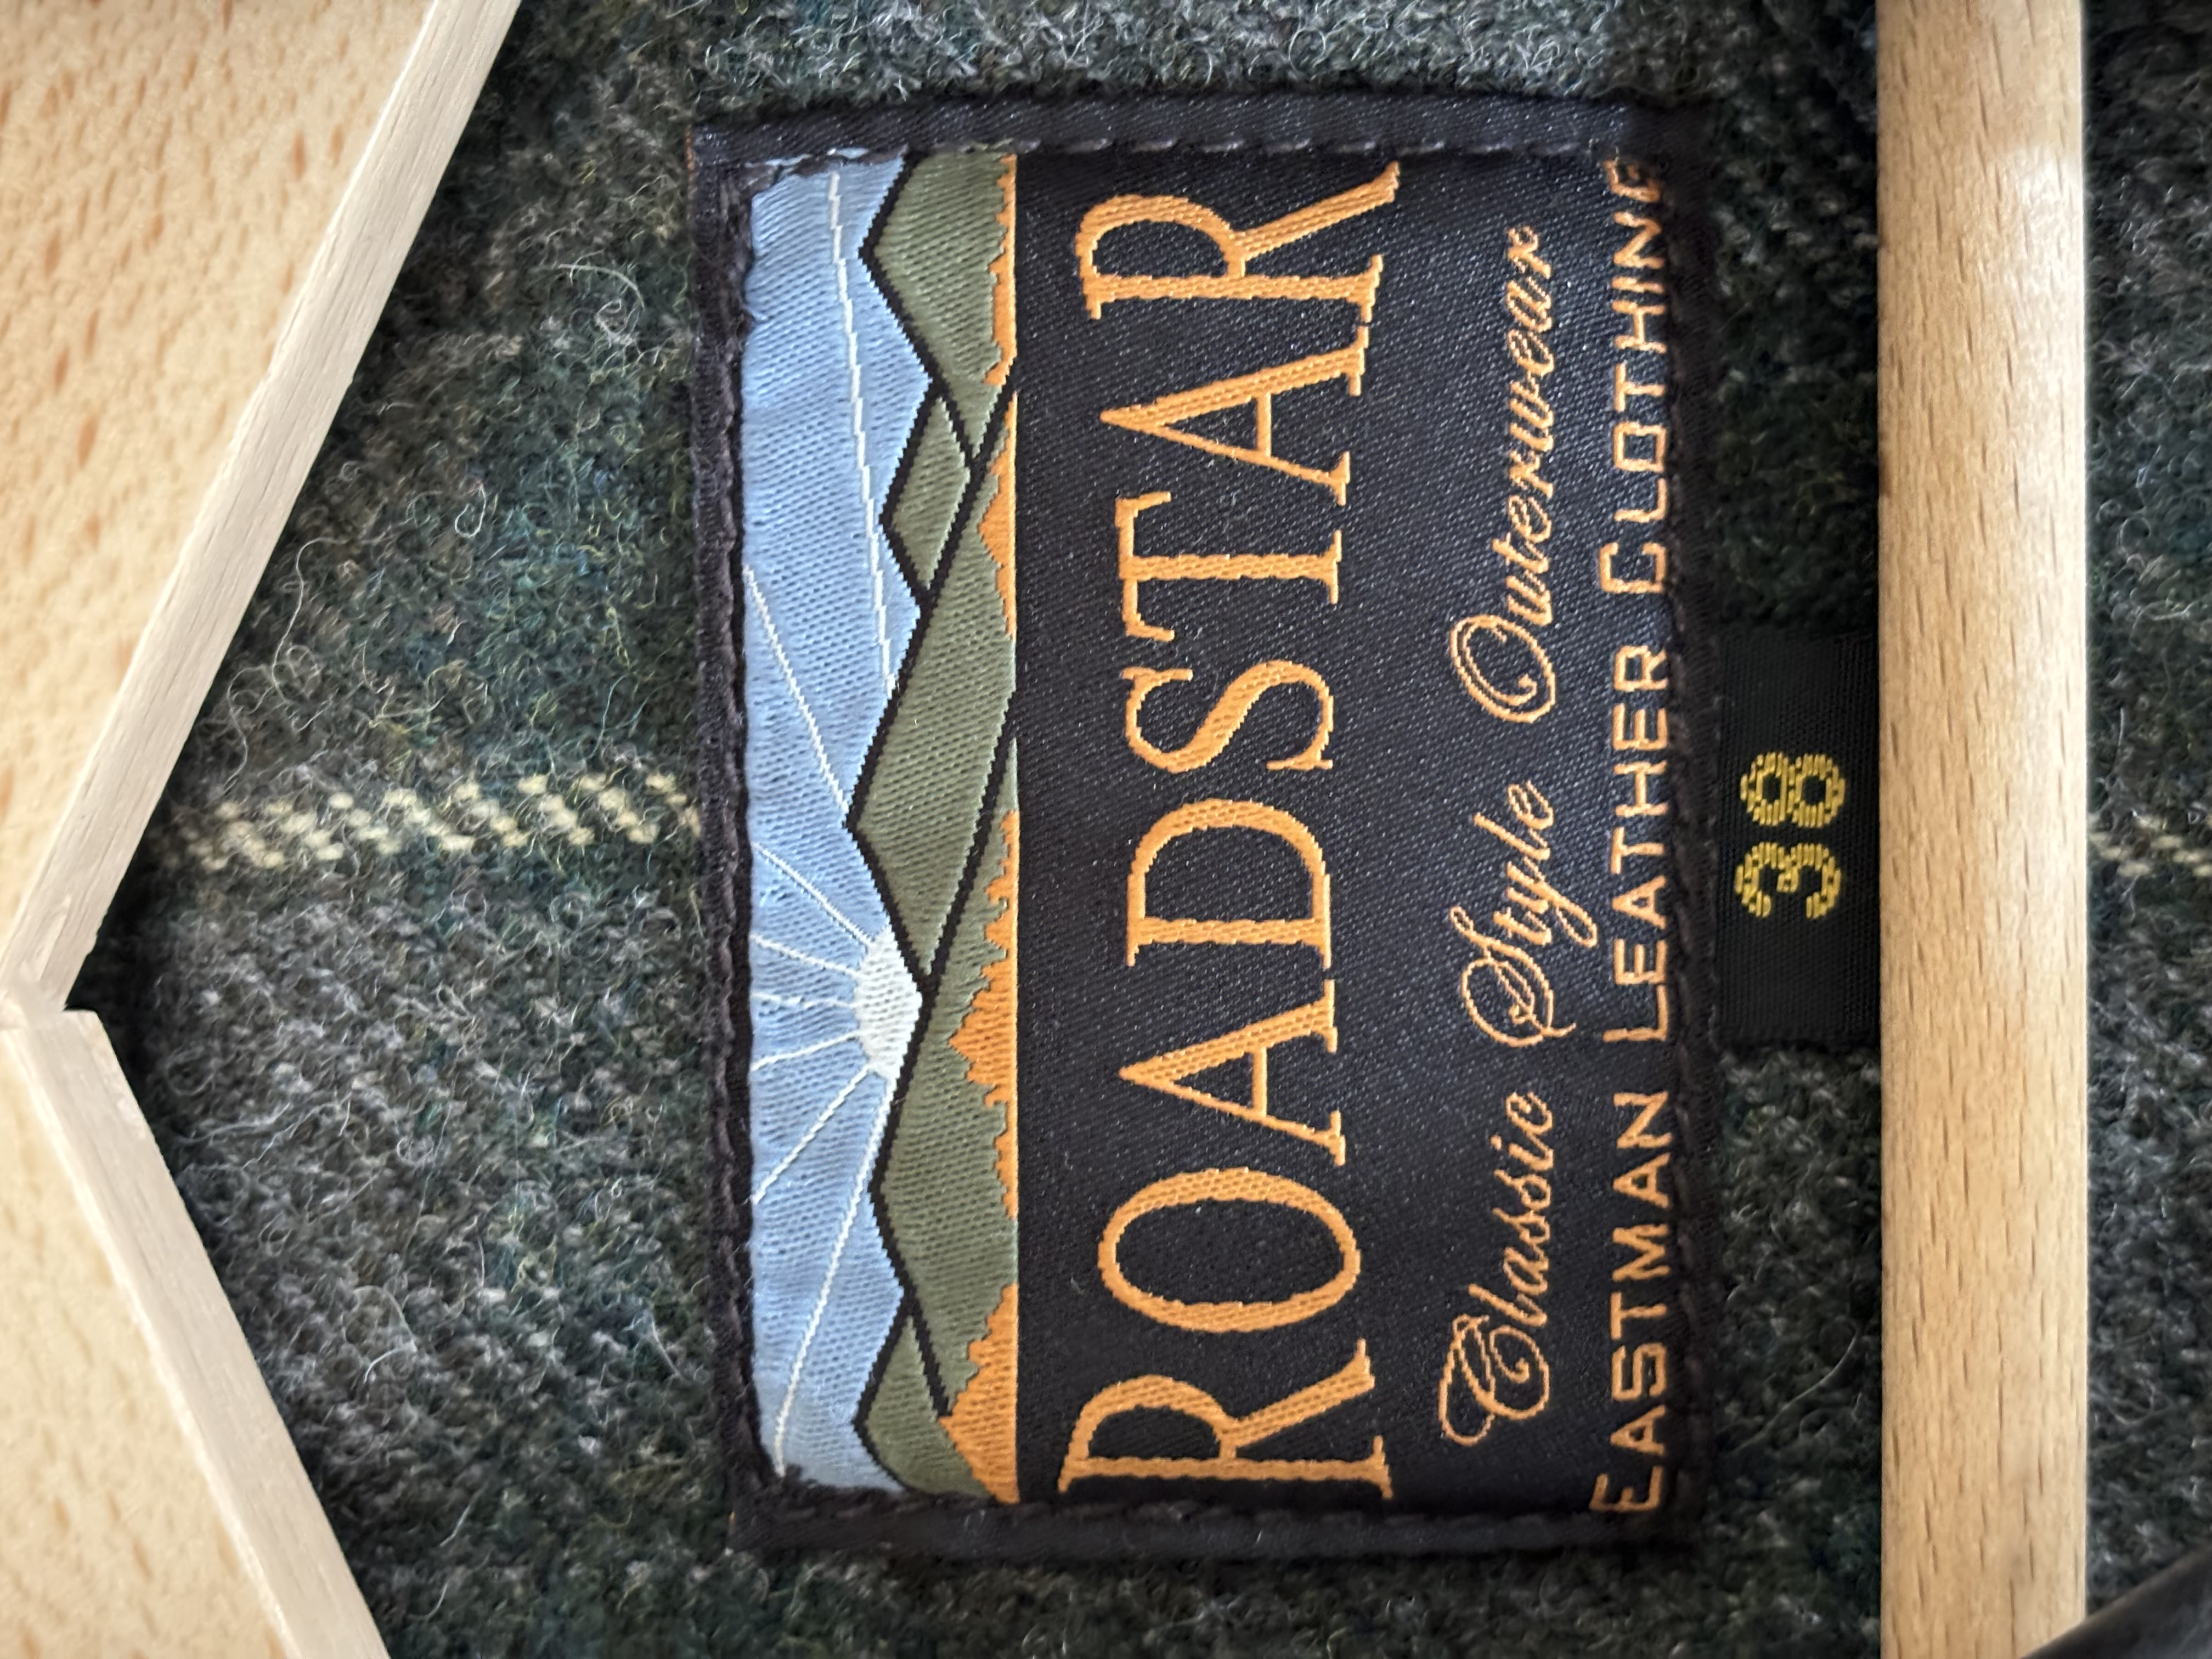 ROADSTAR
Classic Style Outerwear
EASTMAN LEATHER CLOTHING
38